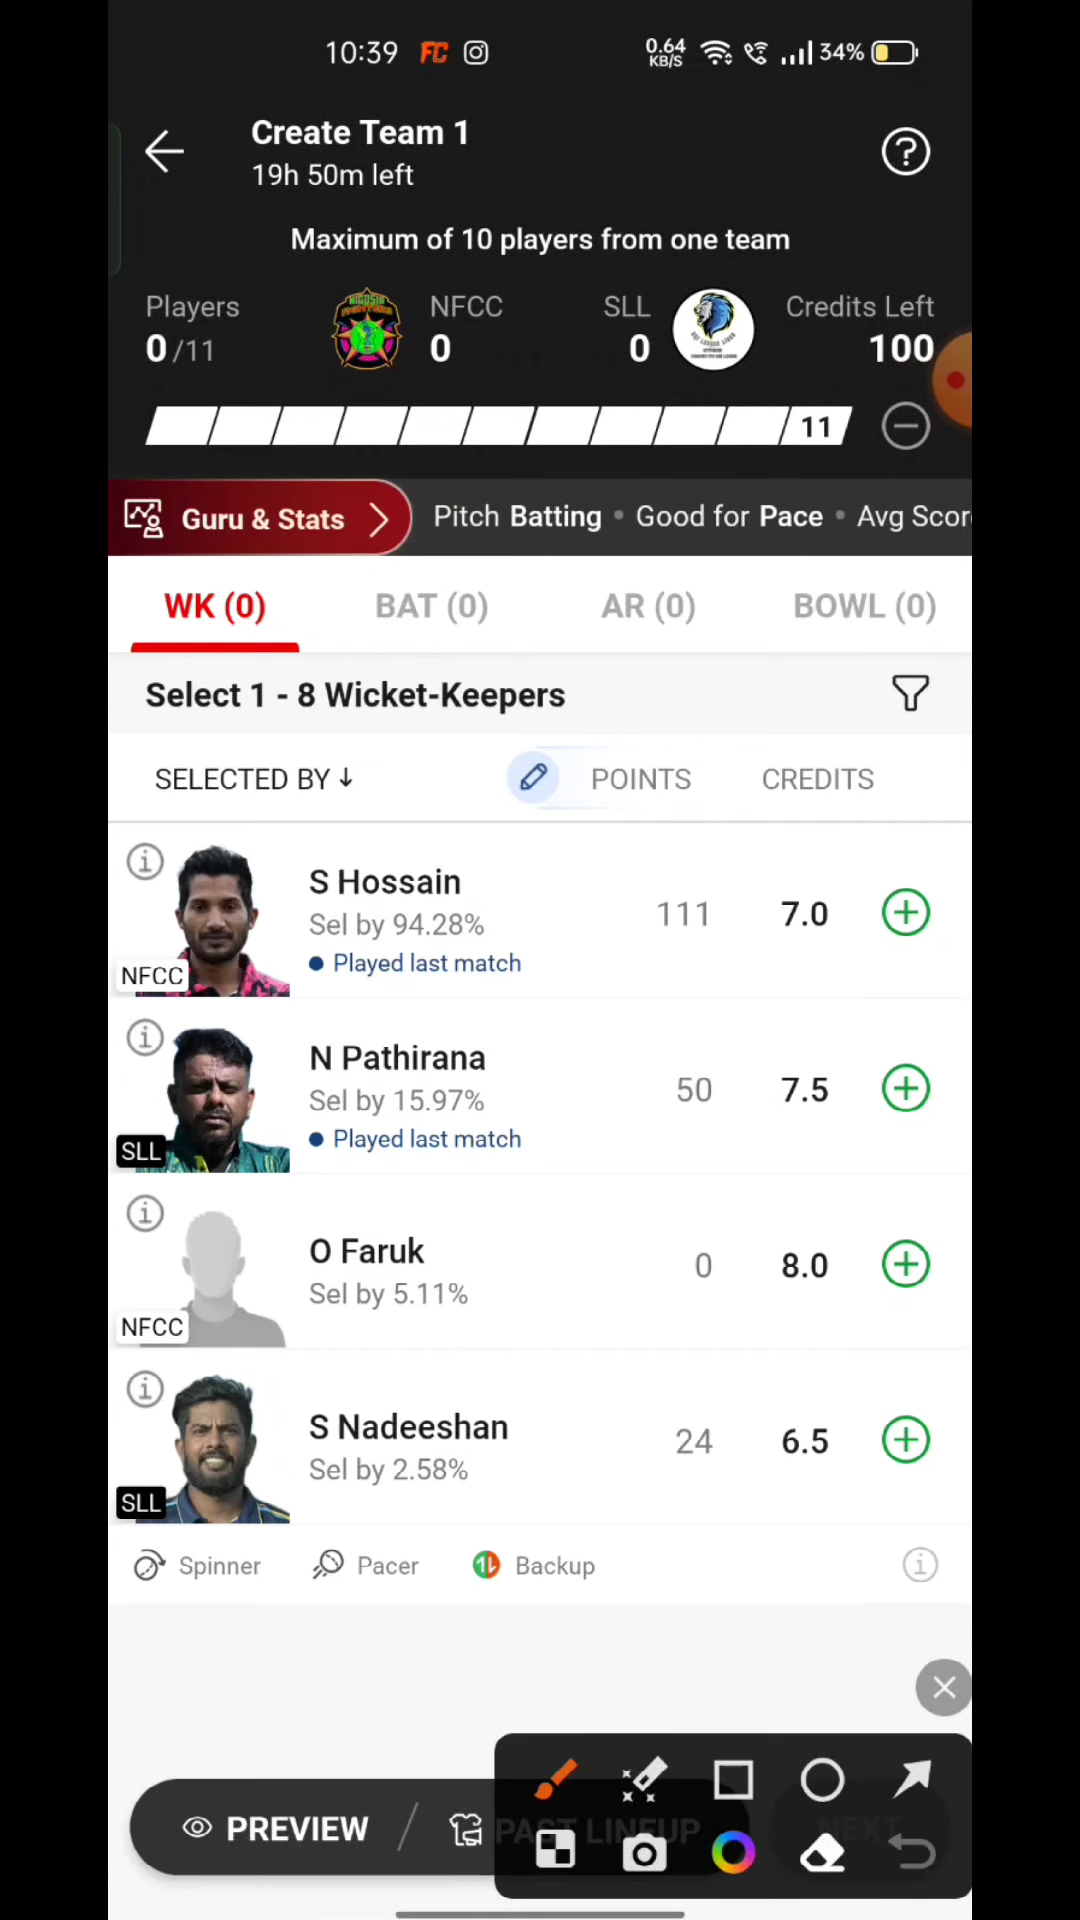 10:39 FC 0.64 KB/S 34%
Create Team 1
19h 50m left
Maximum of 10 players from one team
Players NFCC SLL Credits Left
0/11 0 0 100
11
Guru & Stats Pitch Batting • Good for Pace • Avg Scor
WK (0) BAT (0) AR (0) BOWL (0)
Select 1 - 8 Wicket-Keepers
SELECTED BY ↓ POINTS CREDITS
S Hossain
Sel by 94.28% 111 7.0
• Played last match
NFCC
N Pathirana
Sel by 15.97% 50 7.5
• Played last match
SLL
O Faruk 0 8.0
Sel by 5.11%
NFCC
S Nadeeshan 24 6.5
Sel by 2.58%
SLL
Spinner Pacer Backup
PREVIEW / PAST LINEUP NEXT